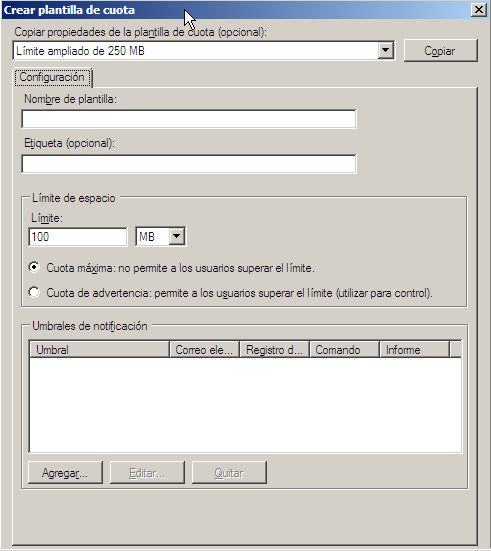 Crear plantilla de cuota
Copiar propiedades de la plantilla de cuota (opcional):
Límite ampliado de 250 MB
Copiar
Configuración
Nombre de plantilla:
Etiqueta (opcional):
Límite de espacio
Límite:
100 MB
Cuota máxima: no permite a los usuarios superar el límite.
Cuota de advertencia: permite a los usuarios superar el límite (utilizar para control).
Umbrales de notificación
Umbral Correo ele... Registro d... Comando Informe
Agregar... Editar... Quitar